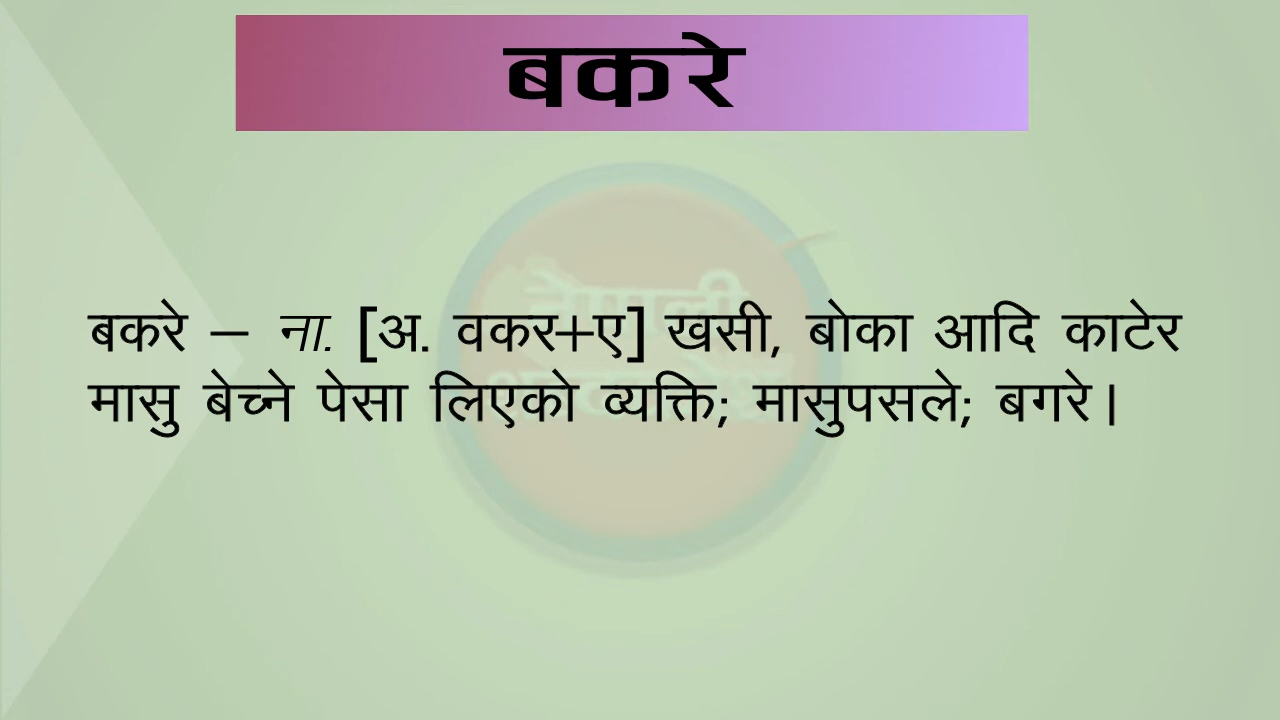 बकरे
बकरे – ना. [अ. वकर+ए] खसी, बोका आदि काटेर
मासु बेच्ने पेसा लिएको व्यक्ति; मासुपसले; बगरे।
नेपाली